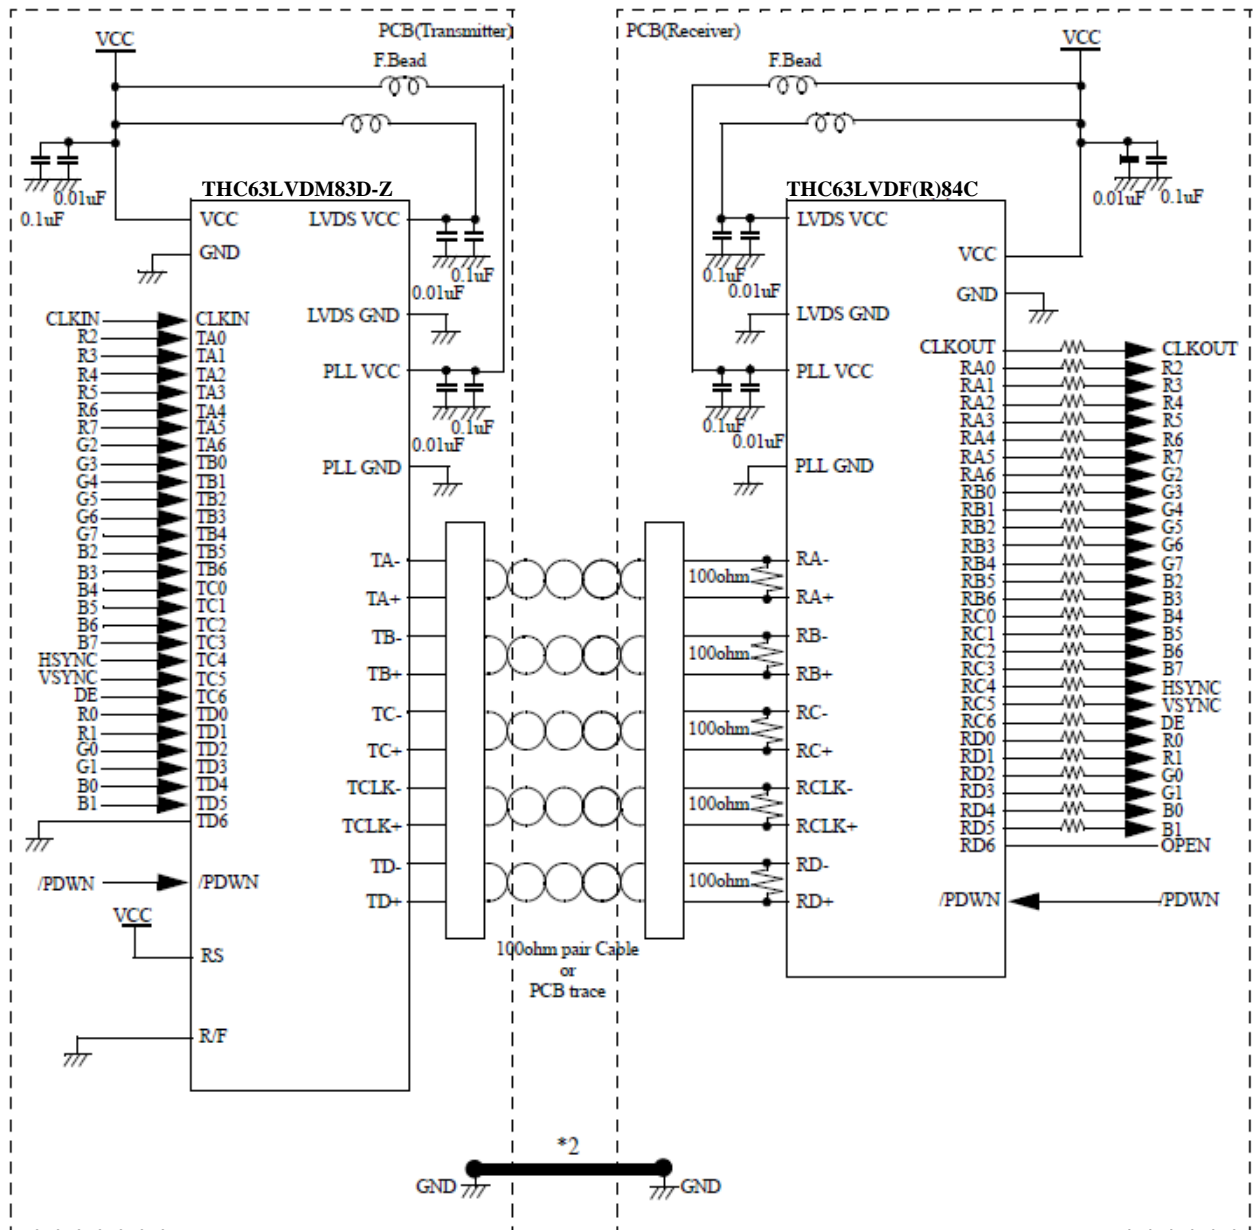 PCB(Transmitter)
PCB(Receiver)
VCC
VCC
F.Bead
F.Bead
0.01uF
0.1uF
0.01uF
0.1uF
THC63LVDM83D-Z
THC63LVDF(R)84C
VCC
GND
LVDS VCC
0.1uF
0.01uF
LVDS GND
PLL VCC
0.1uF
0.01uF
PLL GND
CLKIN CLKIN
R2 TA0
R3 TA1
R4 TA2
R5 TA3
R6 TA4
R7 TA5
G2 TA6
G3 TB0
G4 TB1
G5 TB2
G6 TB3
G7 TB4
B2 TB5
B3 TB6
B4 TC0
B5 TC1
B6 TC2
B7 TC3
HSYNC TC4
VSYNC TC5
DE TC6
R0 TD0
R1 TD1
G0 TD2
G1 TD3
B0 TD4
B1 TD5
TD6
/PDWN /PDWN
VCC
RS
R/F
TA-
TA+
TB-
TB+
TC-
TC+
TCLK-
TCLK+
TD-
TD+
100ohm pair Cable
or
PCB trace
LVDS VCC
0.1uF
0.01uF
LVDS GND
PLL VCC
0.1uF
0.01uF
PLL GND
RA-
100ohm
RA+
RB-
100ohm
RB+
RC-
100ohm
RC+
RCLK-
100ohm
RCLK+
RD-
100ohm
RD+
VCC
GND
CLKOUT CLKOUT
RA0 R2
RA1 R3
RA2 R4
RA3 R5
RA4 R6
RA5 R7
RA6 G2
RB0 G3
RB1 G4
RB2 G5
RB3 G6
RB4 G7
RB5 B2
RB6 B3
RC0 B4
RC1 B5
RC2 B6
RC3 B7
RC4 HSYNC
RC5 VSYNC
RC6 DE
RD0 R0
RD1 R1
RD2 G0
RD3 G1
RD4 B0
RD5 B1
RD6 OPEN
/PDWN /PDWN
*2
GND GND